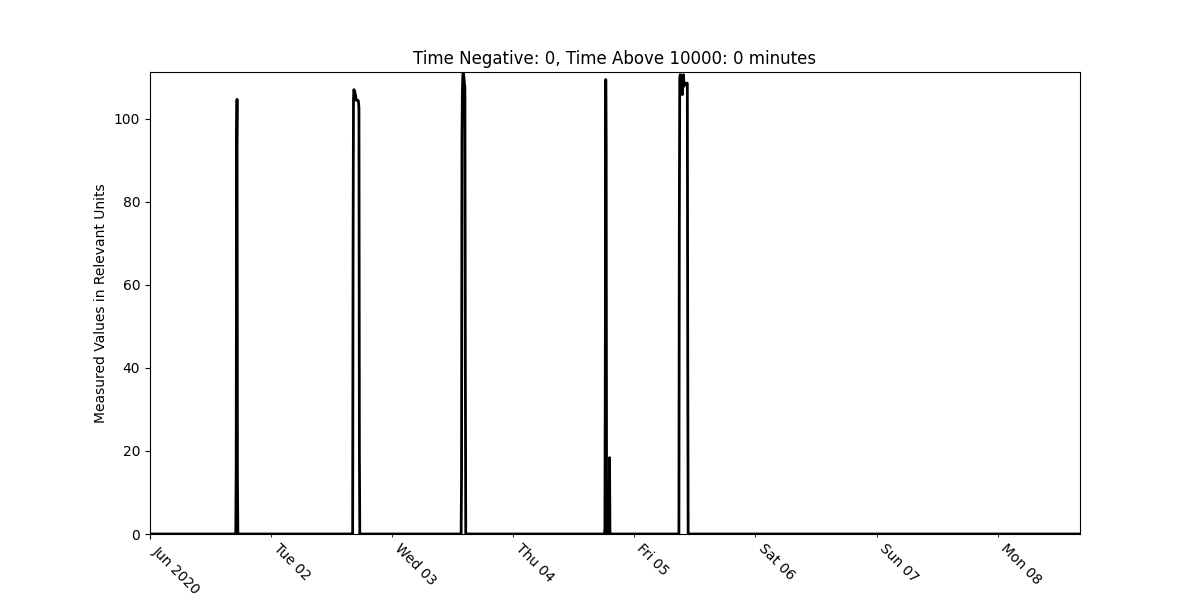 Time Negative: 0, Time Above 10000: 0 minutes
Measured Values in Relevant Units
100
80
60
40
20
0
Jun 2020
Tue 02
Wed 03
Thu 04
Fri 05
Sat 06
Sun 07
Mon 08